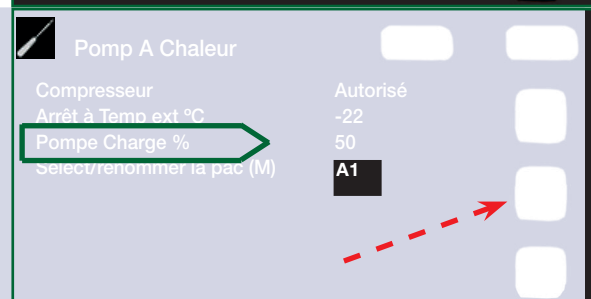 Pomp A Chaleur
Compresseur Autorisé
Arrêt à Temp ext °C -22
Pompe Charge % 50
Select/renommer la pac (M) A1